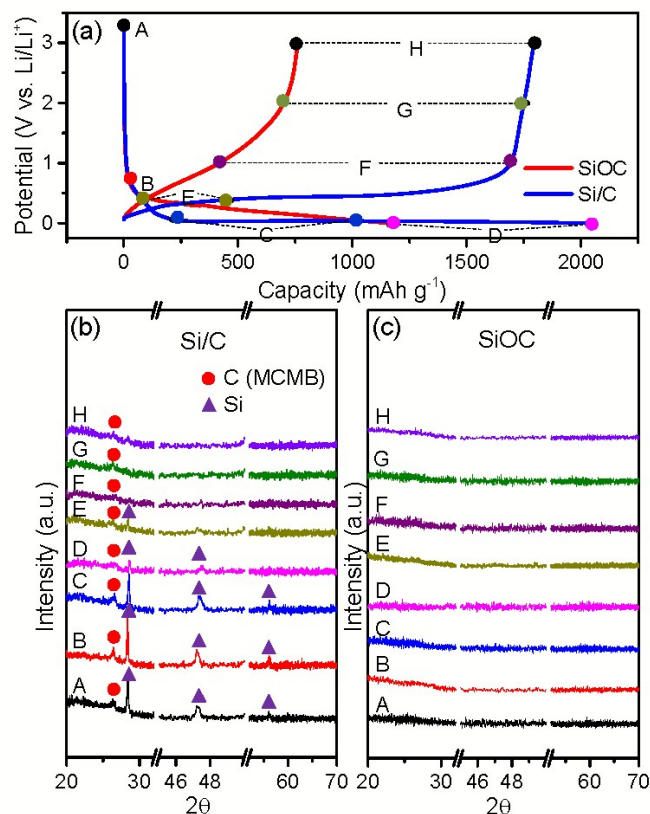 (a)
A
H
G
B
E
F
C
D
SiOC
Si/C
3
2
1
0
0 500 1000 1500 2000
Potential (V vs. Li/Li⁺)
Capacity (mAh g⁻¹)
(b)
Si/C
C (MCMB)
Si
H
G
F
E
D
C
B
A
Intensity (a.u.)
20 30 46 48 60 70
2θ
(c)
SiOC
H
G
F
E
D
C
B
A
Intensity (a.u.)
20 30 46 48 60 70
2θ